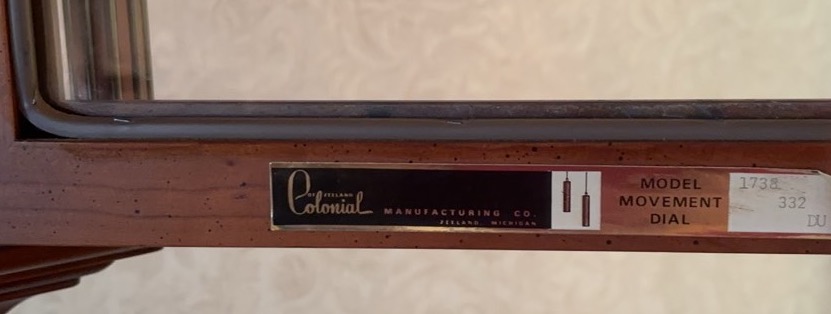 OF ZEELAND
Colonial MANUFACTURING CO.
ZEELAND, MICHIGAN
MODEL 1738
MOVEMENT 332
DIAL DU